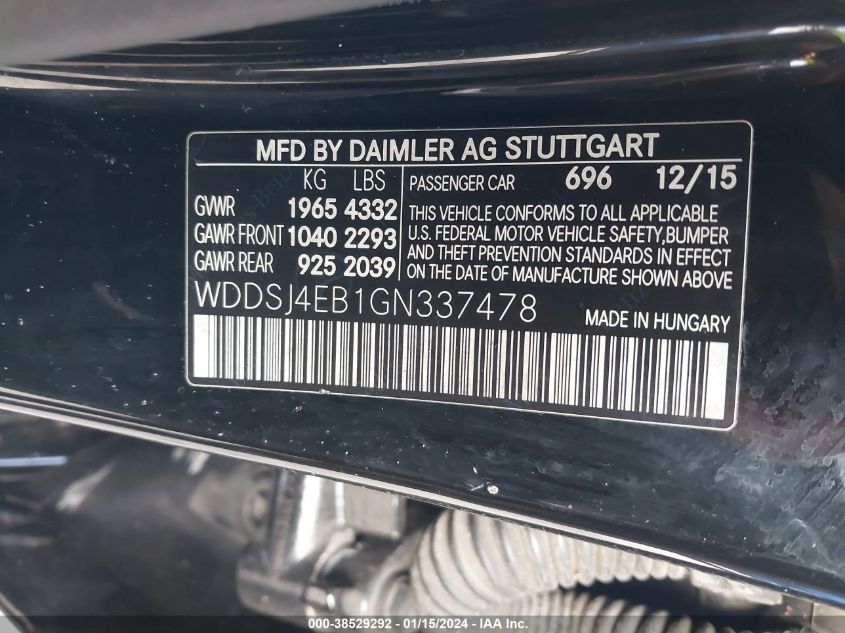 MFD BY DAIMLER AG STUTTGART
KG LBS
GWR 1965 4332
GAWR FRONT 1040 2293
GAWR REAR 925 2039
PASSENGER CAR 696 12/15
THIS VEHICLE CONFORMS TO ALL APPLICABLE
U.S. FEDERAL MOTOR VEHICLE SAFETY,BUMPER
AND THEFT PREVENTION STANDARDS IN EFFECT
ON THE DATE OF MANUFACTURE SHOWN ABOVE
WDDSJ4EB1GN337478
MADE IN HUNGARY
000-38529292 - 01/15/2024 - IAA, Inc.